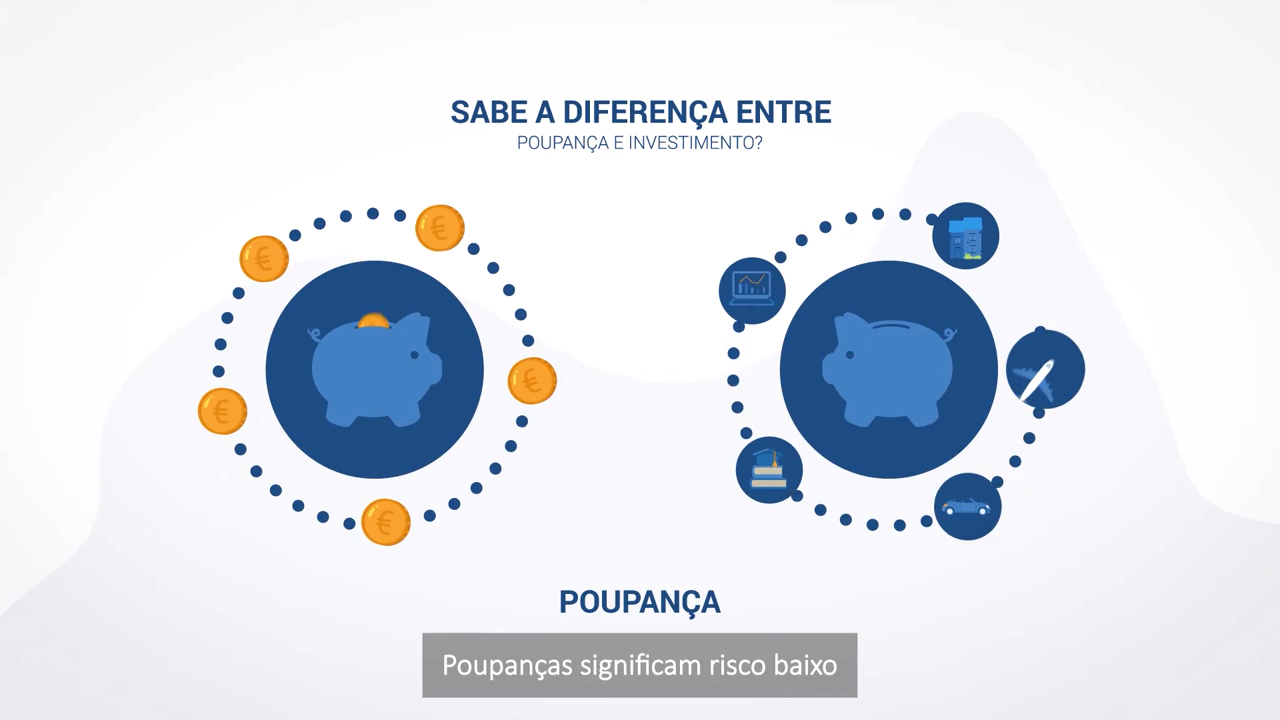 SABE A DIFERENÇA ENTRE
POUPANÇA E INVESTIMENTO?
€
€
€
€
€
POUPANÇA
Poupanças significam risco baixo